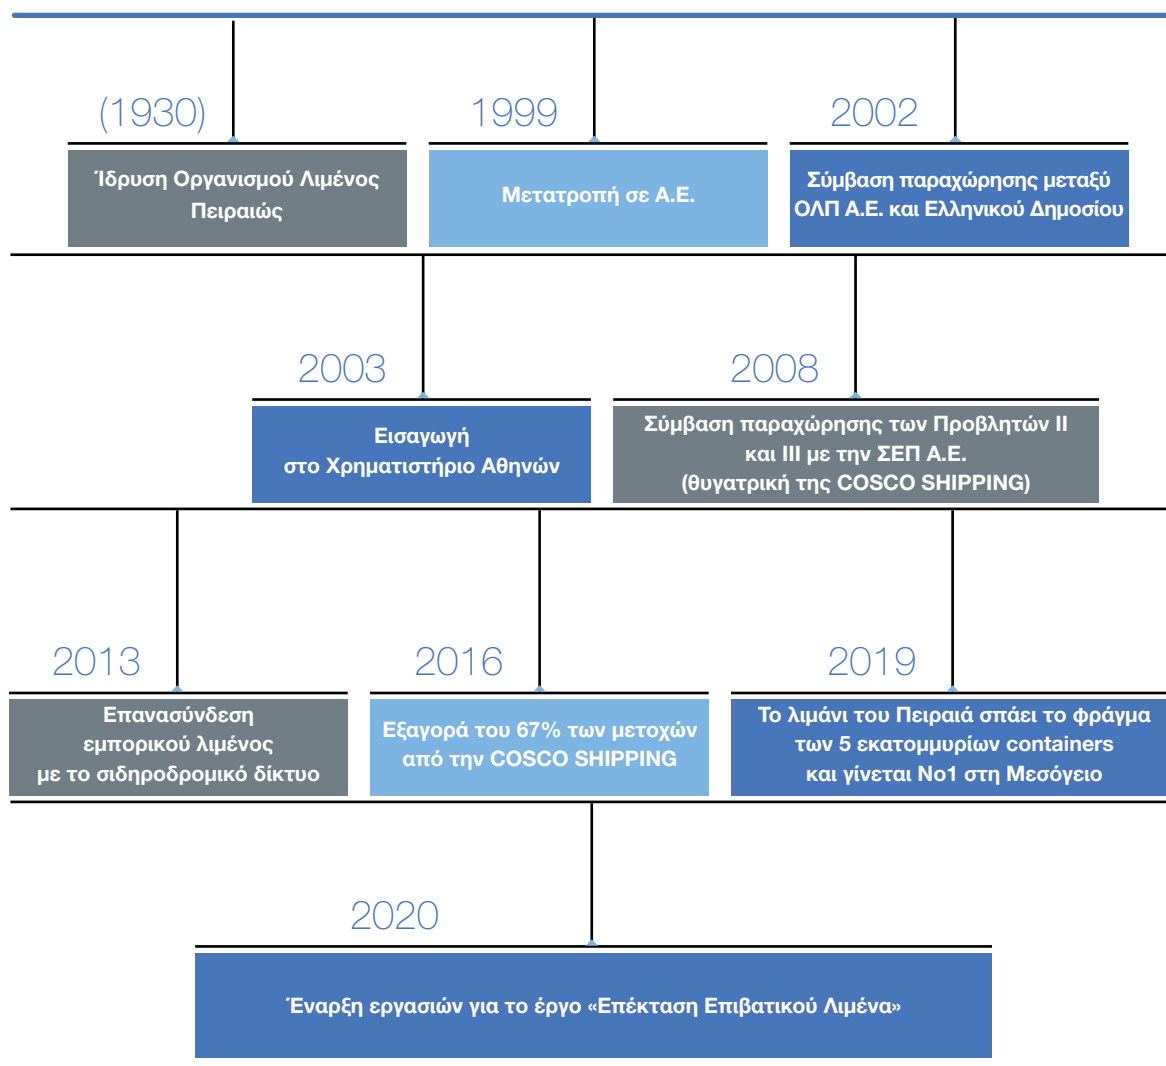 (1930)
Ίδρυση Οργανισμού Λιμένος
Πειραιώς
1999
Μετατροπή σε Α.Ε.
2002
Σύμβαση παραχώρησης μεταξύ
ΟΛΠ Α.Ε. και Ελληνικού Δημοσίου
2003
Εισαγωγή
στο Χρηματιστήριο Αθηνών
2008
Σύμβαση παραχώρησης των Προβλητών ΙΙ
και ΙΙΙ με την ΣΕΠ Α.Ε.
(θυγατρική της COSCO SHIPPING)
2013
Επανασύνδεση
εμπορικού λιμένος
με το σιδηροδρομικό δίκτυο
2016
Εξαγορά του 67% των μετοχών
από την COSCO SHIPPING
2019
Το λιμάνι του Πειραιά σπάει το φράγμα
των 5 εκατομμυρίων containers
και γίνεται Νο1 στη Μεσόγειο
2020
Έναρξη εργασιών για το έργο «Επέκταση Επιβατικού Λιμένα»